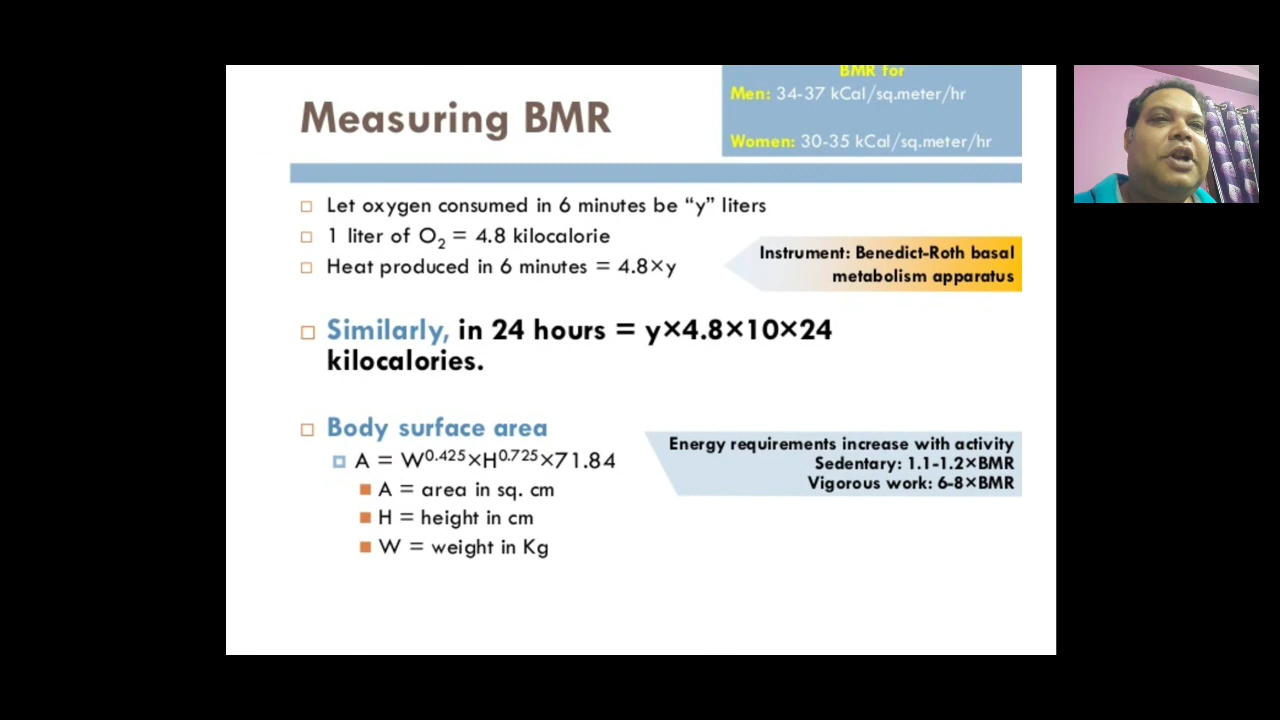 BMR for
Men: 34-37 kCal/sq.meter/hr
Women: 30-35 kCal/sq.meter/hr
Measuring BMR
Let oxygen consumed in 6 minutes be “y” liters
1 liter of O₂ = 4.8 kilocalorie
Heat produced in 6 minutes = 4.8×y
Instrument: Benedict-Roth basal
metabolism apparatus
Similarly, in 24 hours = y×4.8×10×24
kilocalories.
Body surface area
A = W^0.425×H^0.725×71.84
A = area in sq. cm
H = height in cm
W = weight in Kg
Energy requirements increase with activity
Sedentary: 1.1-1.2×BMR
Vigorous work: 6-8×BMR